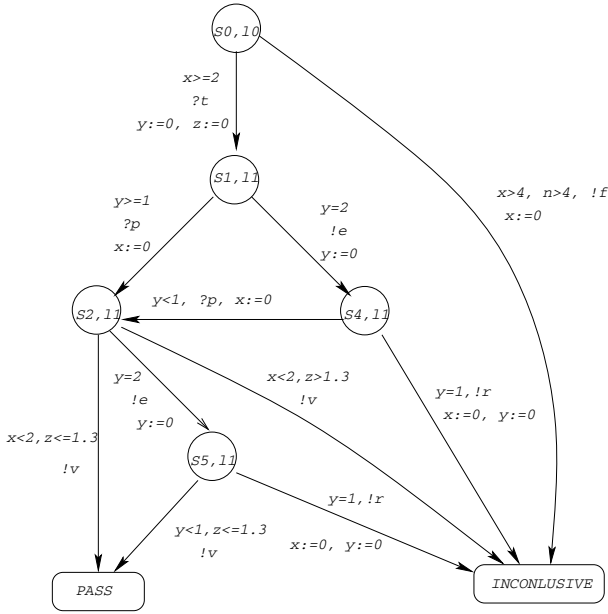 S0,l0
x>=2
?t
y:=0, z:=0
x>4, n>4, !f
x:=0
S1,l1
y>=1
?p
x:=0
y=2
!e
y:=0
S2,l1
y<1, ?p, x:=0
S4,l1
y=2
!e
y:=0
x<2,z>1.3
!v
y=1,!r
x:=0, y:=0
x<2,z<=1.3
!v
S5,l1
y<1,z<=1.3
!v
y=1,!r
x:=0, y:=0
PASS
INCONLUSIVE